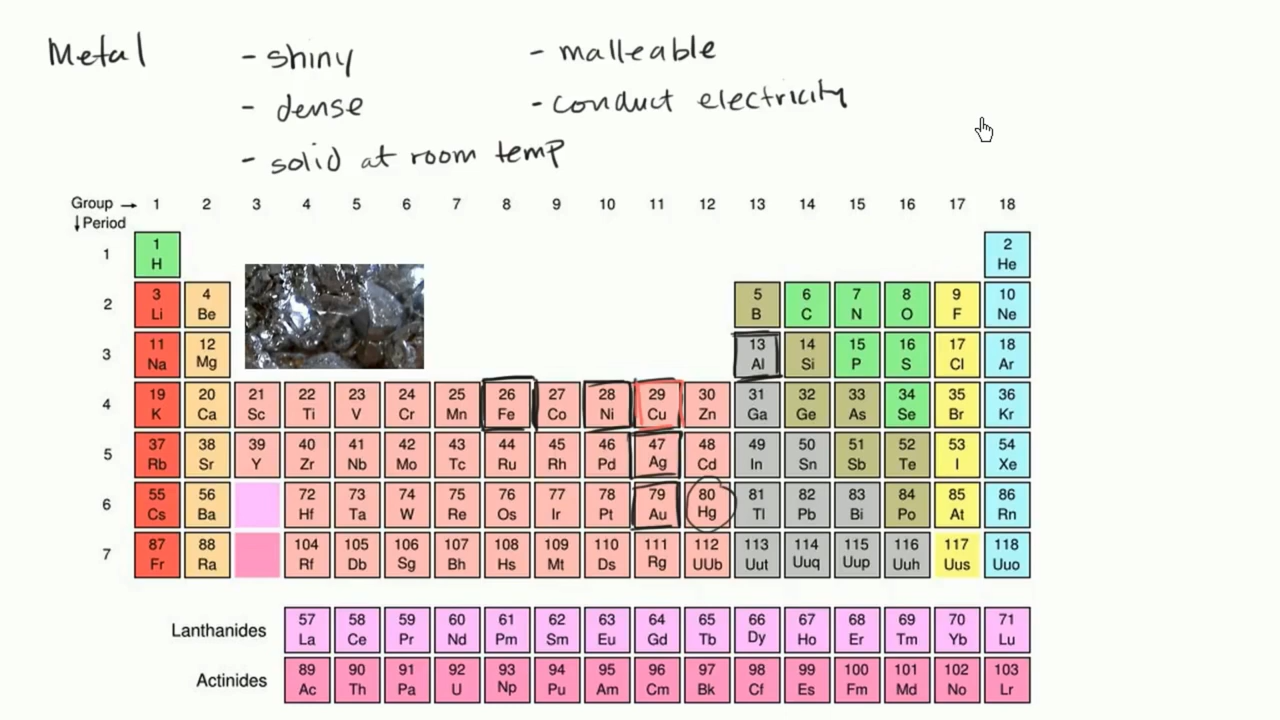 Metal - shiny - malleable
- dense - conduct electricity
- solid at room temp
Group → 1 2 3 4 5 6 7 8 9 10 11 12 13 14 15 16 17 18
↓Period
1 1 2
H He
2 3 4 5 6 7 8 9 10
Li Be B C N O F Ne
3 11 12 13 14 15 16 17 18
Na Mg Al Si P S Cl Ar
4 19 20 21 22 23 24 25 26 27 28 29 30 31 32 33 34 35 36
K Ca Sc Ti V Cr Mn Fe Co Ni Cu Zn Ga Ge As Se Br Kr
5 37 38 39 40 41 42 43 44 45 46 47 48 49 50 51 52 53 54
Rb Sr Y Zr Nb Mo Tc Ru Rh Pd Ag Cd In Sn Sb Te I Xe
6 55 56 72 73 74 75 76 77 78 79 80 81 82 83 84 85 86
Cs Ba Hf Ta W Re Os Ir Pt Au Hg Tl Pb Bi Po At Rn
7 87 88 104 105 106 107 108 109 110 111 112 113 114 115 116 117 118
Fr Ra Rf Db Sg Bh Hs Mt Ds Rg UUb Uut Uuq Uup Uuh Uus Uuo
Lanthanides 57 58 59 60 61 62 63 64 65 66 67 68 69 70 71
La Ce Pr Nd Pm Sm Eu Gd Tb Dy Ho Er Tm Yb Lu
Actinides 89 90 91 92 93 94 95 96 97 98 99 100 101 102 103
Ac Th Pa U Np Pu Am Cm Bk Cf Es Fm Md No Lr